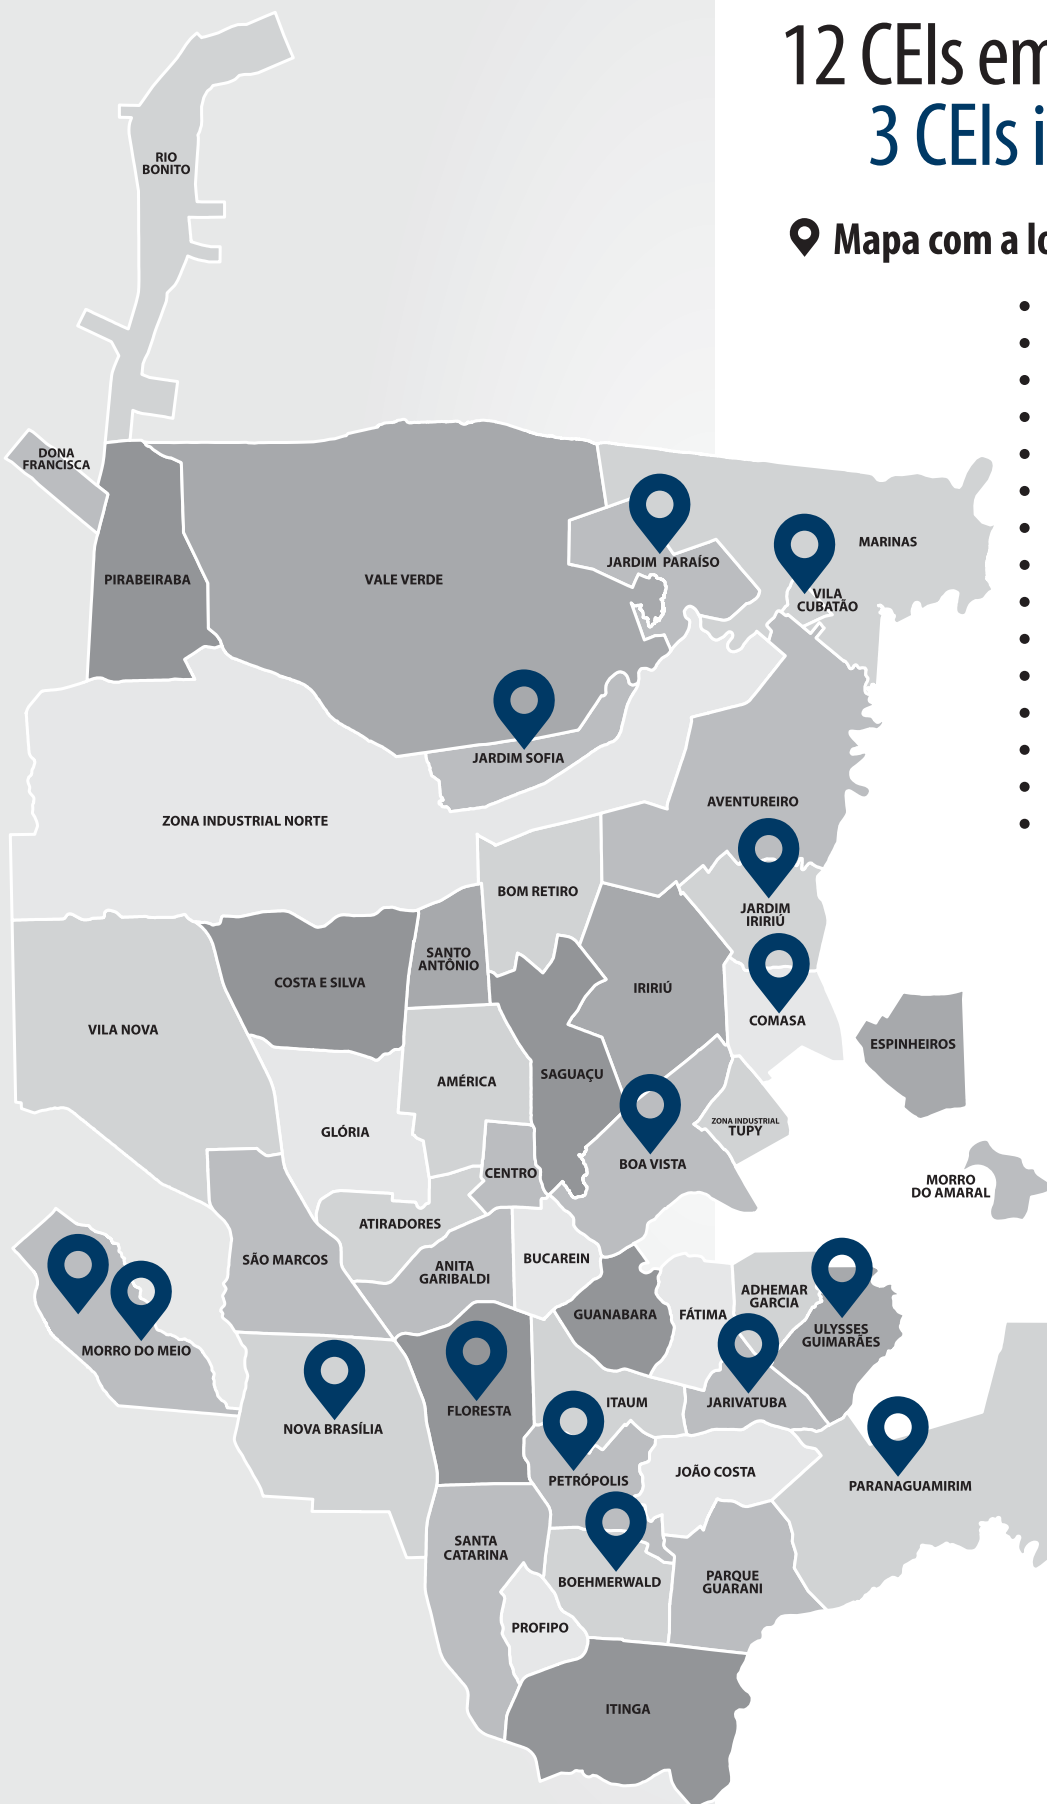 12 CEIs em
3 CEIs i
Mapa com a lo
RIO
BONITO
DONA
FRANCISCA
PIRABEIRABA
VALE VERDE
JARDIM PARAÍSO
MARINAS
VILA
CUBATÃO
JARDIM SOFIA
AVENTUREIRO
ZONA INDUSTRIAL NORTE
BOM RETIRO
JARDIM
IRIRIÚ
SANTO
ANTÔNIO
COSTA E SILVA
IRIRIÚ
COMASA
VILA NOVA
ESPINHEIROS
SAGUAÇU
AMÉRICA
ZONA INDUSTRIAL
TUPY
GLÓRIA
BOA VISTA
CENTRO
MORRO
DO AMARAL
ATIRADORES
SÃO MARCOS
ANITA
GARIBALDI
BUCAREIN
ADHEMAR
GARCIA
GUANABARA
FÁTIMA
ULYSSES
GUIMARÃES
MORRO DO MEIO
ITAUM
JARIVATUBA
FLORESTA
NOVA BRASÍLIA
JOÃO COSTA
PETRÓPOLIS
PARANAGUAMIRIM
SANTA
CATARINA
BOEHMERWALD
PARQUE
GUARANI
PROFIPO
ITINGA